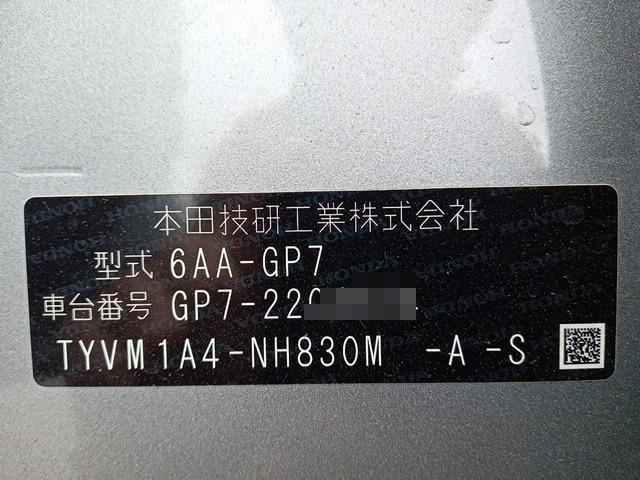 本田技研工業株式会社
型式 6AA-GP7
車台番号 GP7-220
TYVM1A4-NH830M -A -S